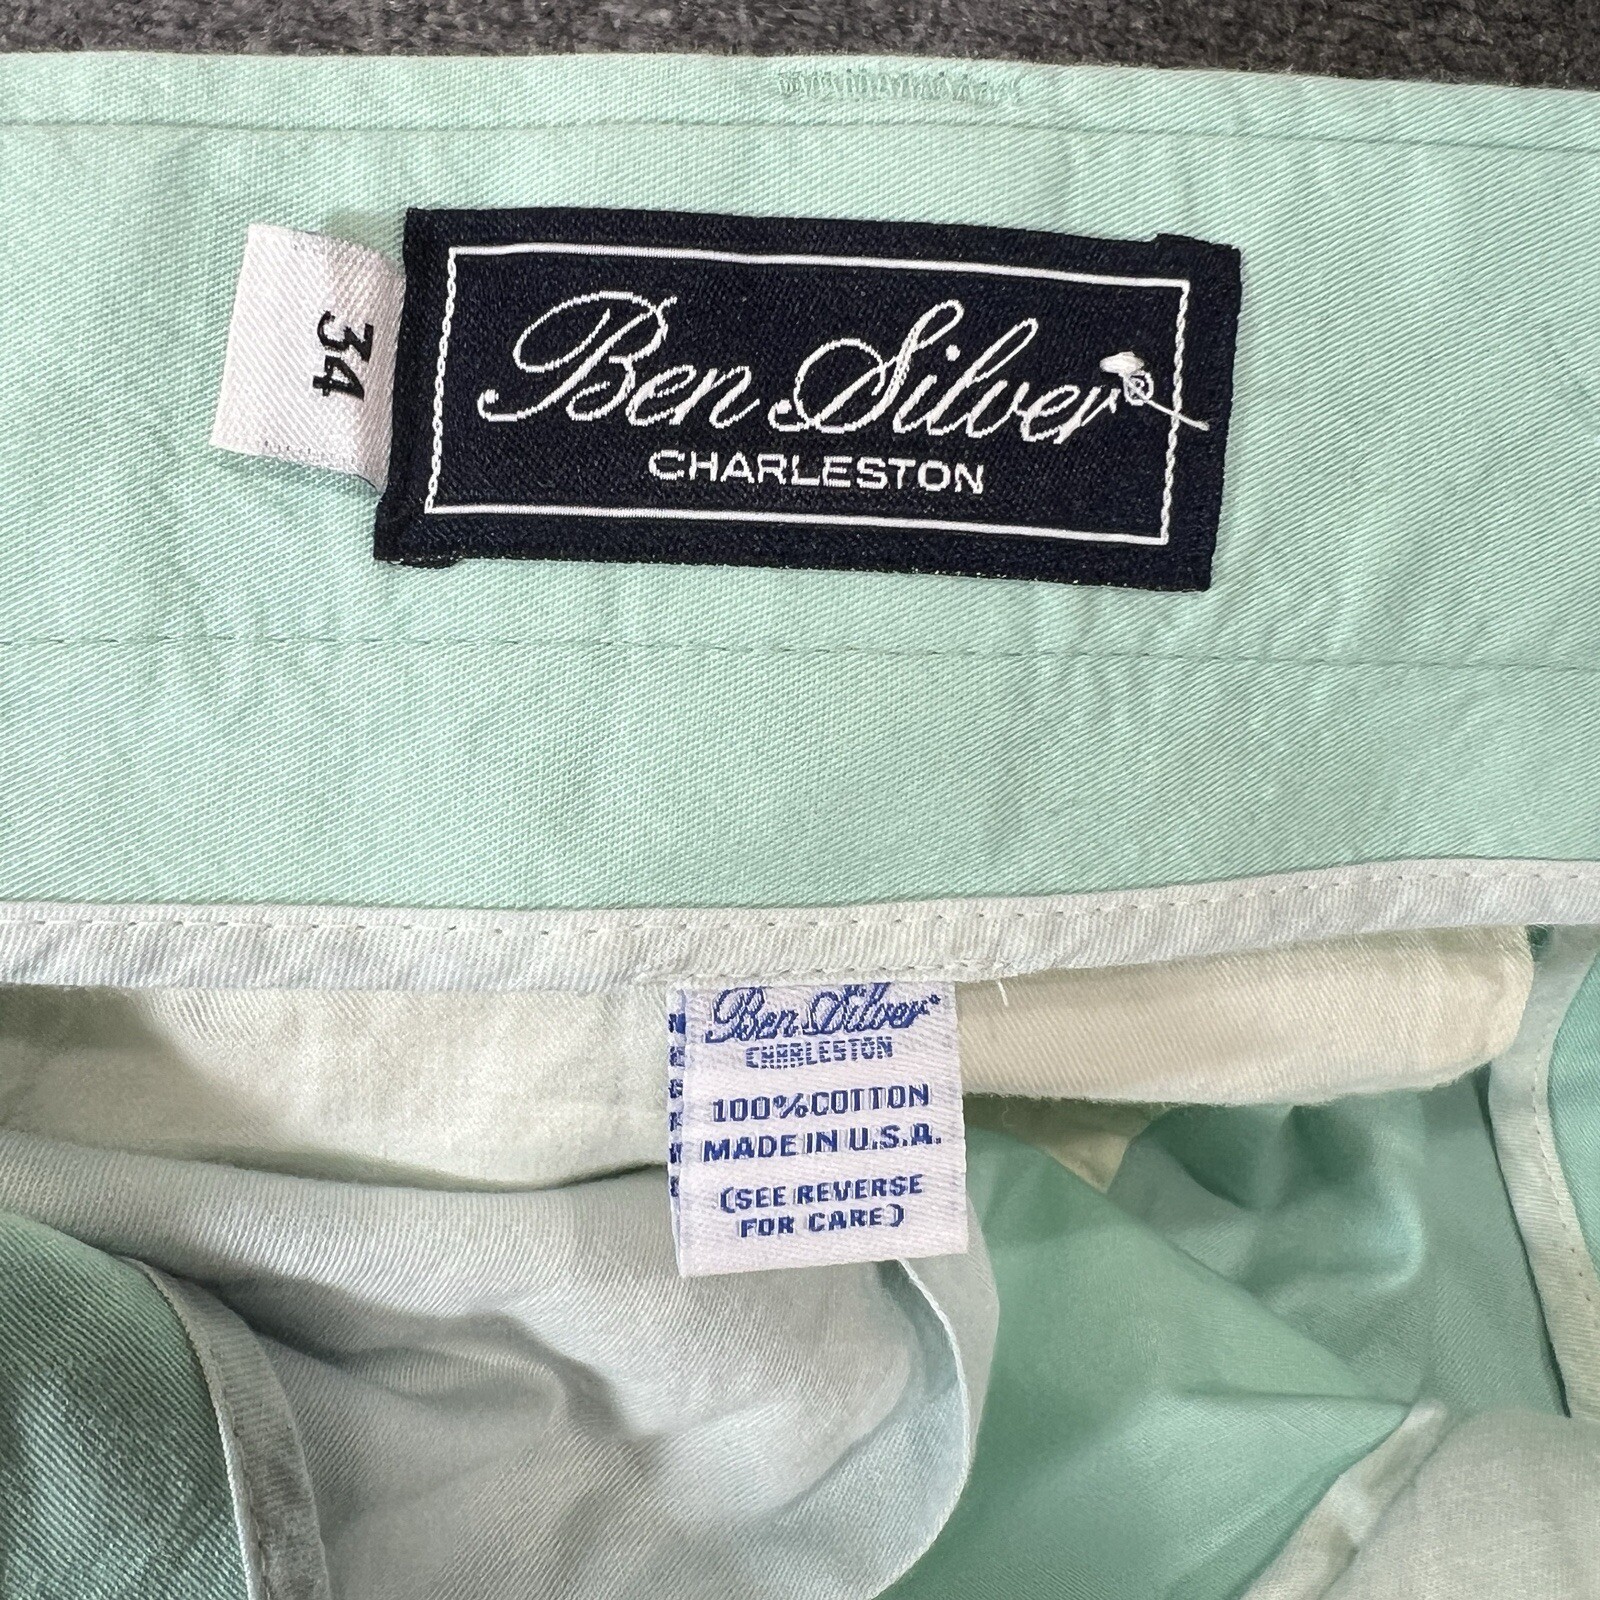 34
Ben Silver®
CHARLESTON
Ben Silver®
CHARLESTON
100% COTTON
MADE IN U.S.A.
(SEE REVERSE
FOR CARE)